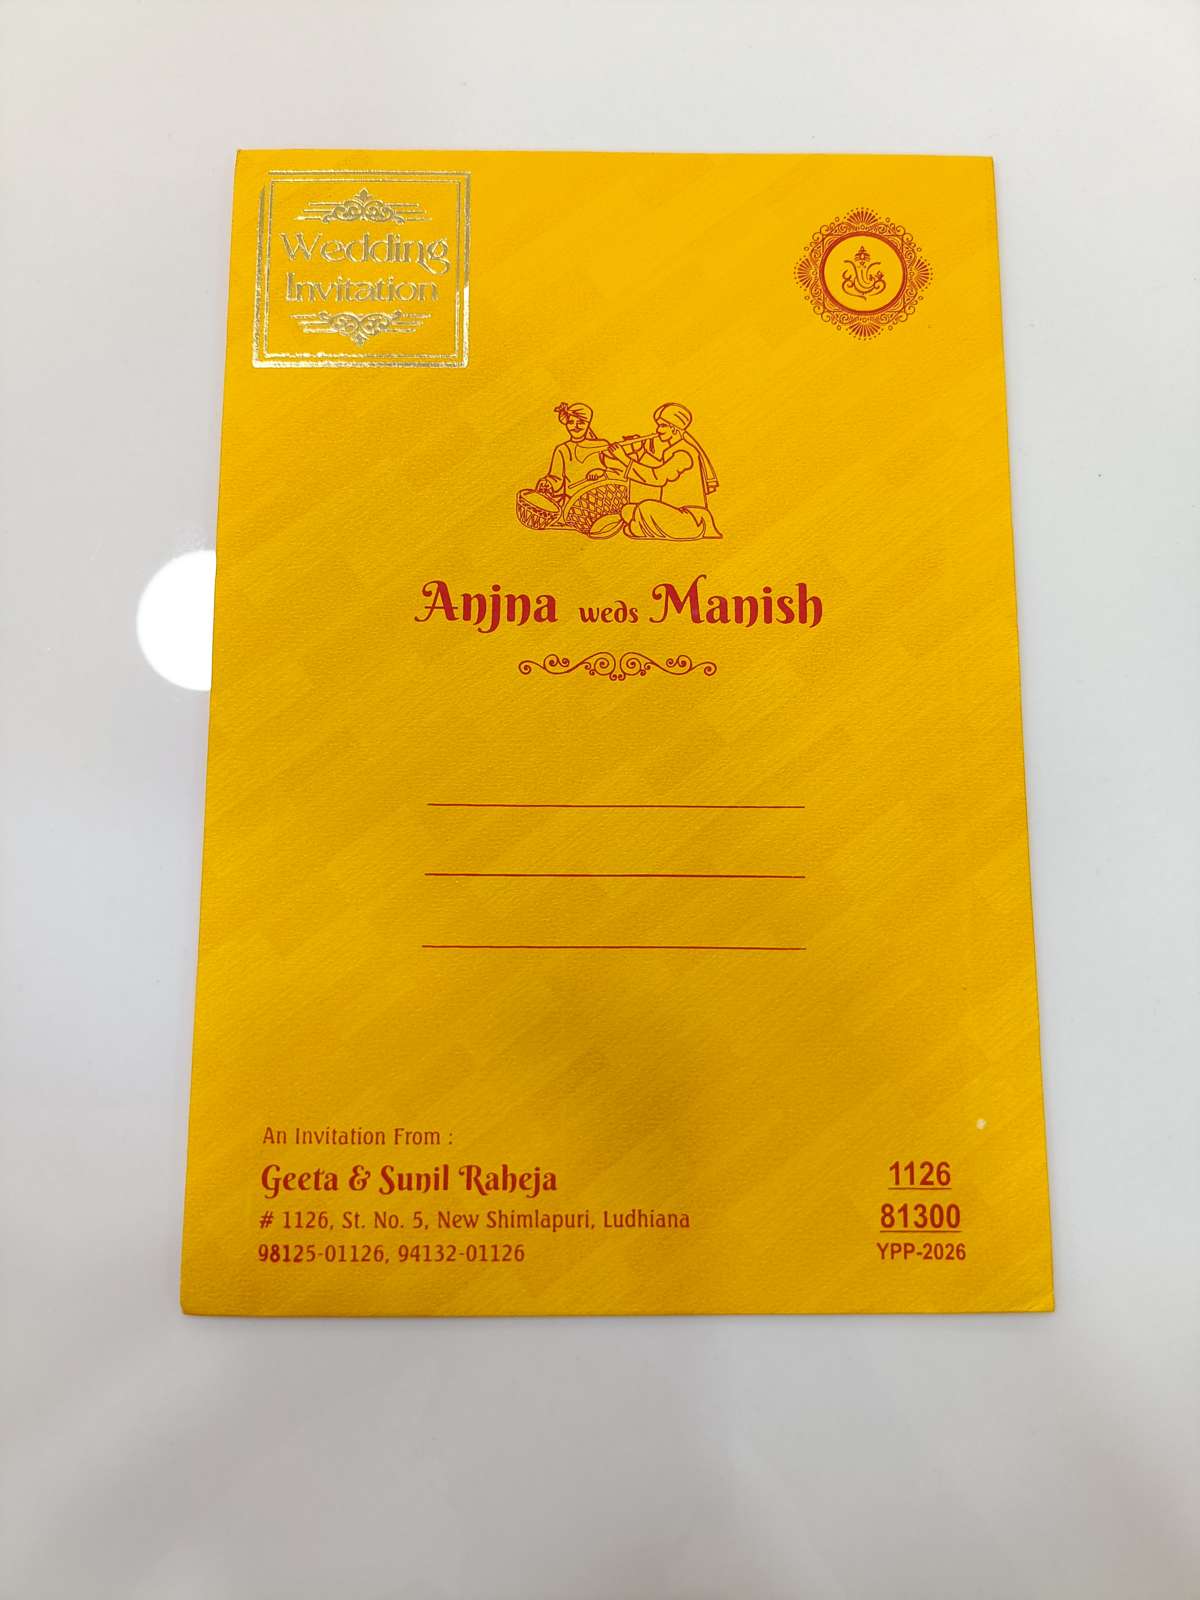 Wedding
Invitation
Anjna weds Manish
An Invitation From :
Geeta & Sunil Raheja
# 1126, St. No. 5, New Shimlapuri, Ludhiana
98125-01126, 94132-01126
1126
81300
YPP-2026